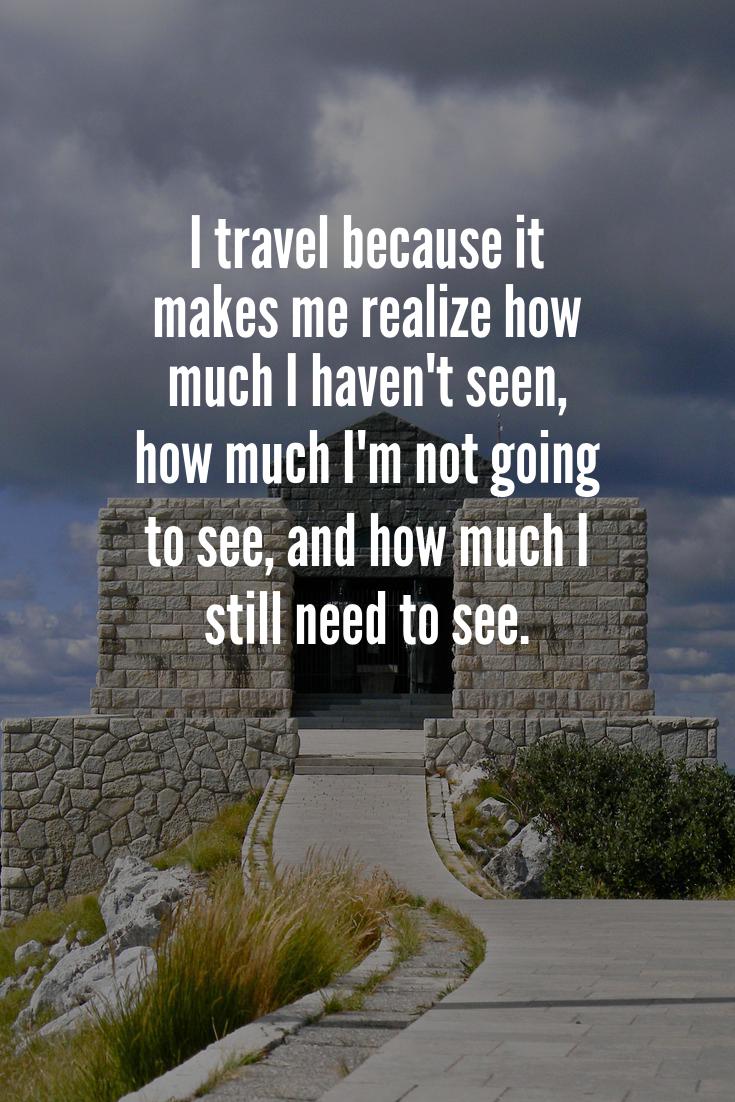 I travel because it
makes me realize how
much I haven't seen,
how much I'm not going
to see, and how much I
still need to see.